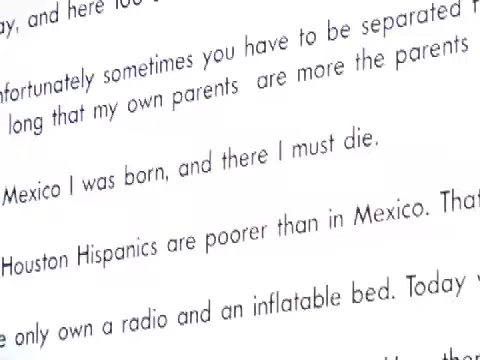 and here
sometimes you have to be separated
long that my own parents are more the parents
Mexico I was born, and there I must die.
Houston Hispanics are poorer than in Mexico. That
only own a radio and an inflatable bed. Today